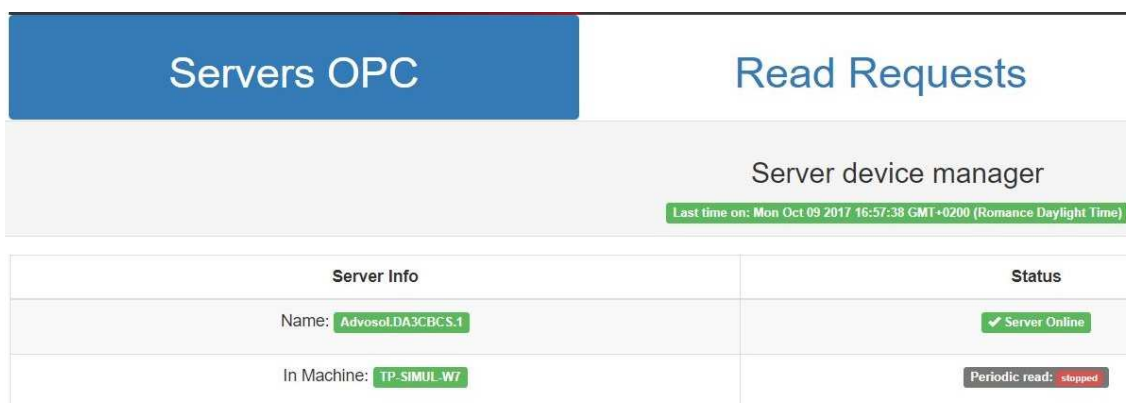 Servers OPC
Read Requests
Server device manager
Last time on: Mon Oct 09 2017 16:57:38 GMT+0200 (Romance Daylight Time)
Server Info
Status
Name: Advosol.DA3CBCS.1
✔ Server Online
In Machine: TP-SIMUL-W7
Periodic read: stopped